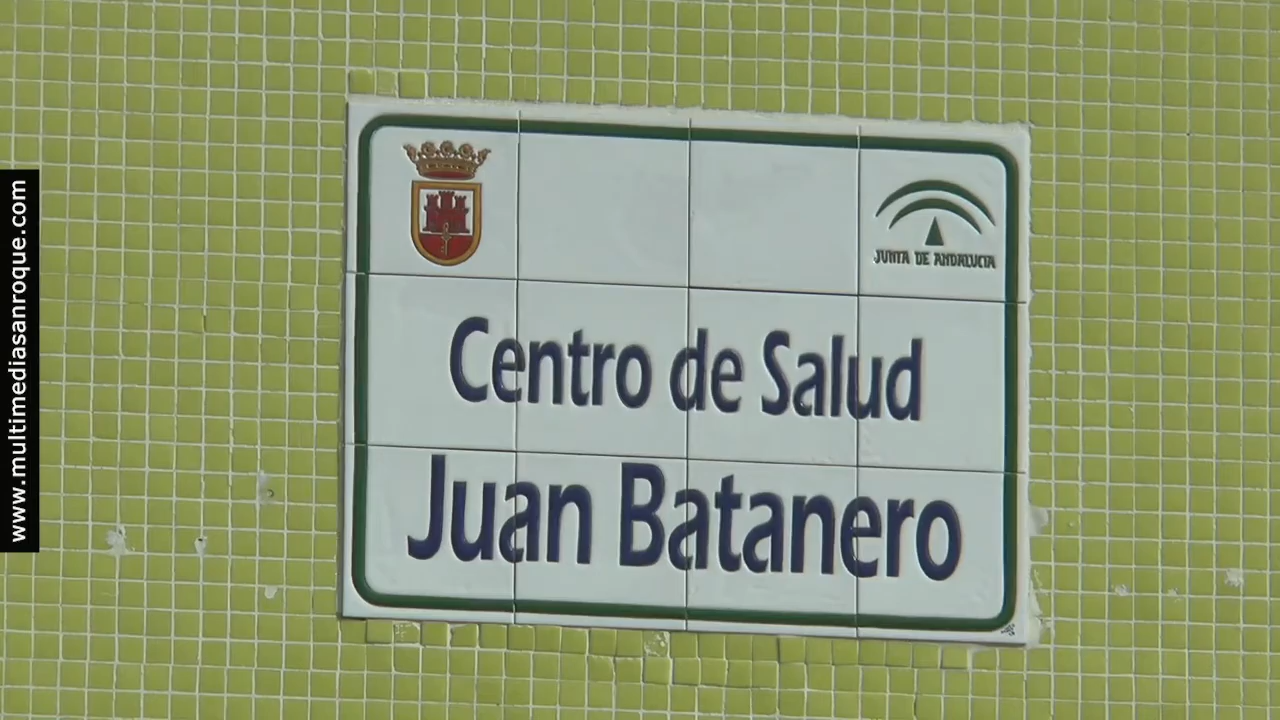 www.multimediasanroque.com
JUNTA DE ANDALUCIA
Centro de Salud
Juan Batanero